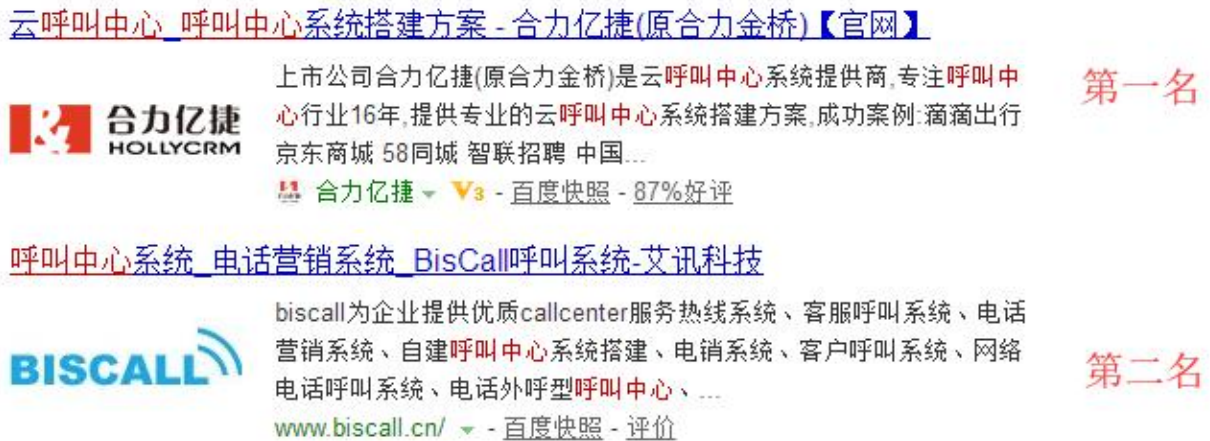 云呼叫中心_呼叫中心系统搭建方案 - 合力亿捷(原合力金桥)【官网】
上市公司合力亿捷(原合力金桥)是云呼叫中心系统提供商,专注呼叫中
心行业16年,提供专业的云呼叫中心系统搭建方案,成功案例:滴滴出行
京东商城 58同城 智联招聘 中国...
合力亿捷
HOLLYCRM
第一名
合力亿捷 V3 - 百度快照 - 87%好评
呼叫中心系统_电话营销系统_BisCall呼叫系统-艾讯科技
biscall为企业提供优质callcenter服务热线系统、客服呼叫系统、电话
营销系统、自建呼叫中心系统搭建、电销系统、客户呼叫系统、网络
电话呼叫系统、电话外呼型呼叫中心、...
BISCALL
第二名
www.biscall.cn/ - 百度快照 - 评价